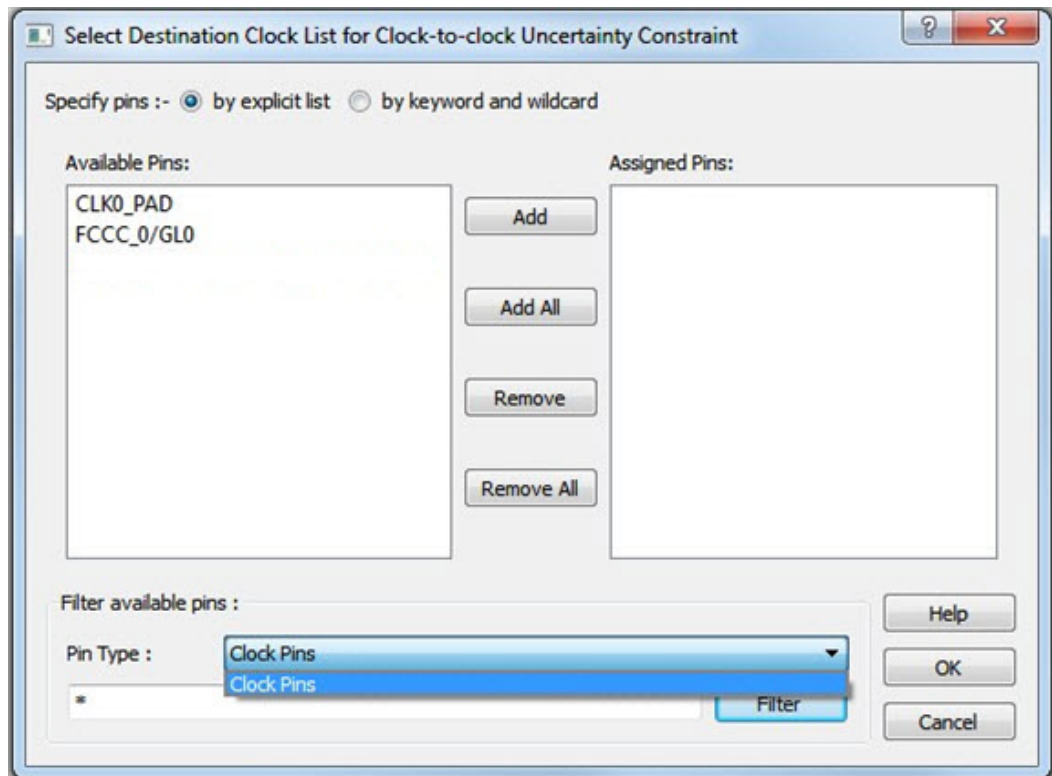 Select Destination Clock List for Clock-to-clock Uncertainty Constraint
Specify pins :- by explicit list by keyword and wildcard
Available Pins:
Assigned Pins:
CLK0_PAD
FCCC_0/GL0
Add
Add All
Remove
Remove All
Filter available pins :
Pin Type :
Clock Pins
Clock Pins
*
Filter
Help
OK
Cancel